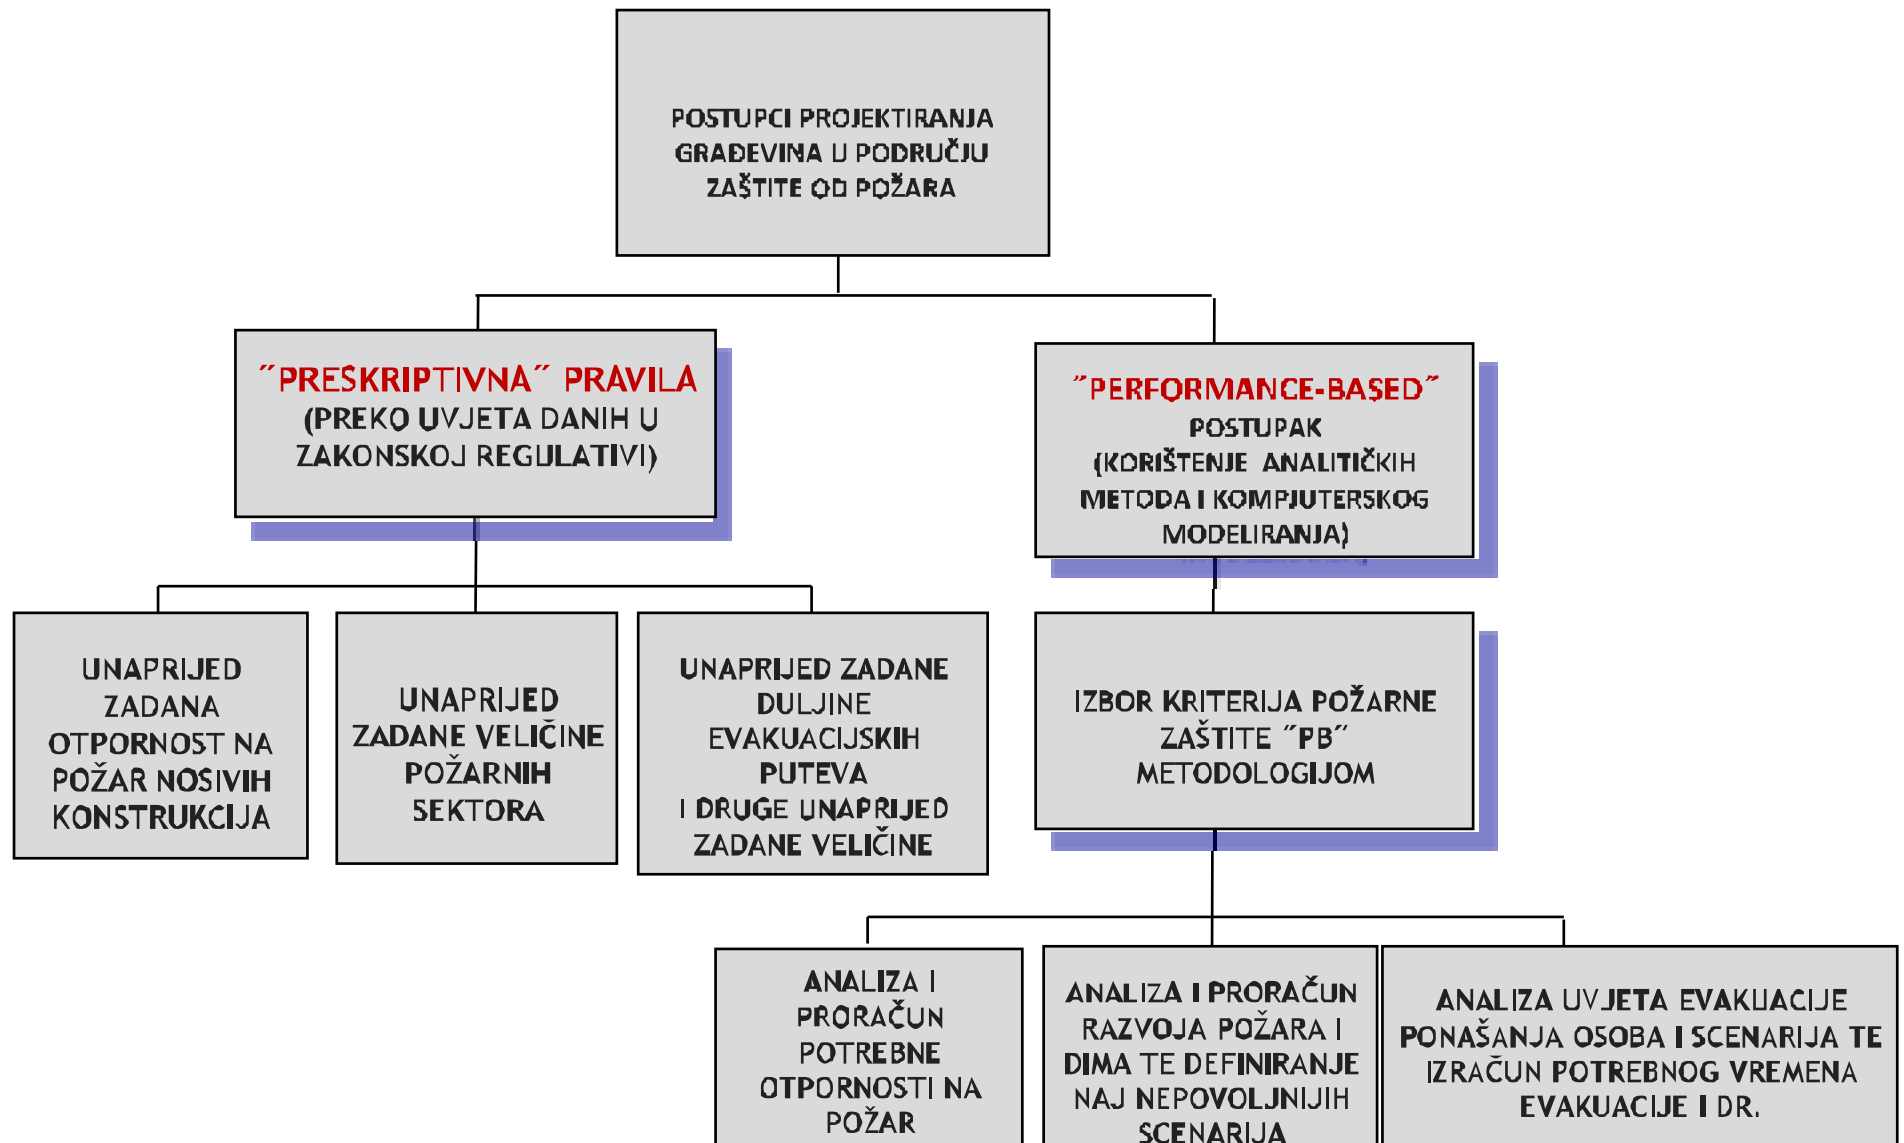 POSTUPCI PROJEKTIRANJA
GRAĐEVINA U PODRUČJU
ZAŠTITE OD POŽARA
˝PRESKRIPTIVNA˝ PRAVILA
(PREKO UVJETA DANIH U
ZAKONSKOJ REGULATIVI)
˝PERFORMANCE-BASED˝
POSTUPAK
(KORIŠTENJE ANALITIČKIH
METODA I KOMPJUTERSKOG
MODELIRANJA)
UNAPRIJED
ZADANA
OTPORNOST NA
POŽAR NOSIVIH
KONSTRUKCIJA
UNAPRIJED
ZADANE VELIČINE
POŽARNIH
SEKTORA
UNAPRIJED ZADANE
DULJINE
EVAKUACIJSKIH
PUTEVA
I DRUGE UNAPRIJED
ZADANE VELIČINE
IZBOR KRITERIJA POŽARNE
ZAŠTITE ˝PB˝
METODOLOGIJOM
ANALIZA I
PRORAČUN
POTREBNE
OTPORNOSTI NA
POŽAR
ANALIZA I PRORAČUN
RAZVOJA POŽARA I
DIMA TE DEFINIRANJE
NAJ NEPOVOLJNIJIH
SCENARIJA
ANALIZA UVJETA EVAKUACIJE
PONAŠANJA OSOBA I SCENARIJA TE
IZRAČUN POTREBNOG VREMENA
EVAKUACIJE I DR.